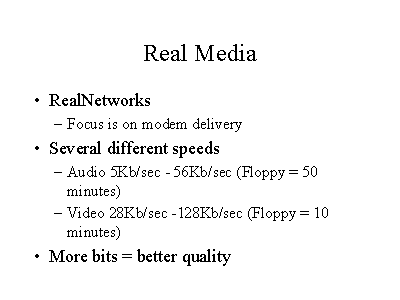 Real Media
• RealNetworks
– Focus is on modem delivery
• Several different speeds
– Audio 5Kb/sec - 56Kb/sec (Floppy = 50
minutes)
– Video 28Kb/sec -128Kb/sec (Floppy = 10
minutes)
• More bits = better quality